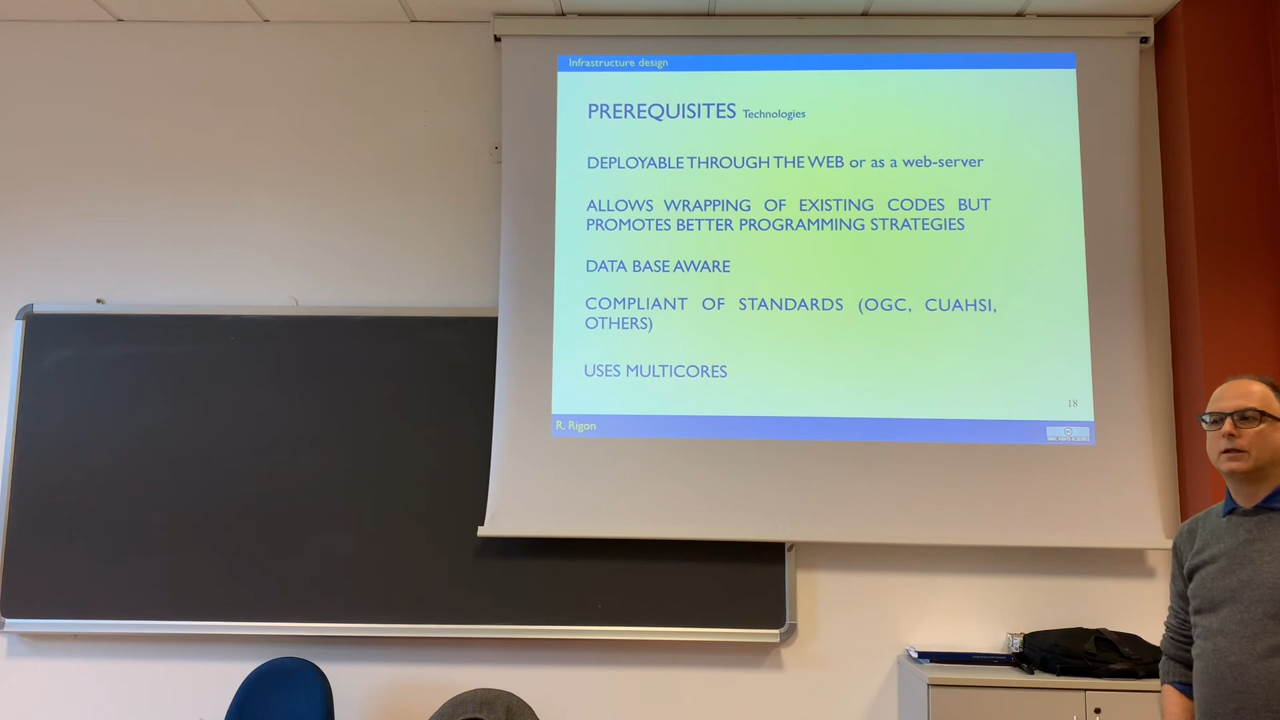 Infrastructure design
PREREQUISITES Technologies
DEPLOYABLE THROUGH THE WEB or as a web-server
ALLOWS WRAPPING OF EXISTING CODES BUT
PROMOTES BETTER PROGRAMMING STRATEGIES
DATA BASE AWARE
COMPLIANT OF STANDARDS (OGC, CUAHSI,
OTHERS)
USES MULTICORES
18
R. Rigon